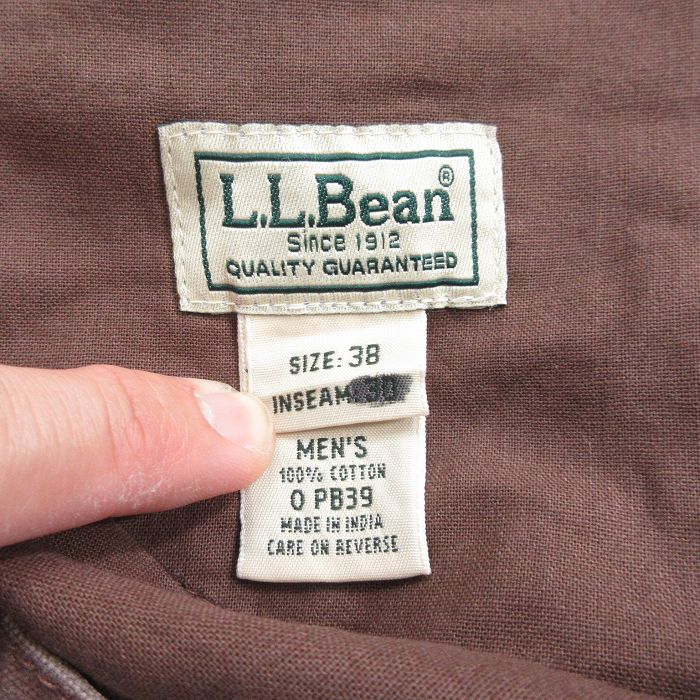 L.L.Bean®
Since 1912
QUALITY GUARANTEED
SIZE: 38
INSEAM
MEN'S
100% COTTON
0 PB39
MADE IN INDIA
CARE ON REVERSE